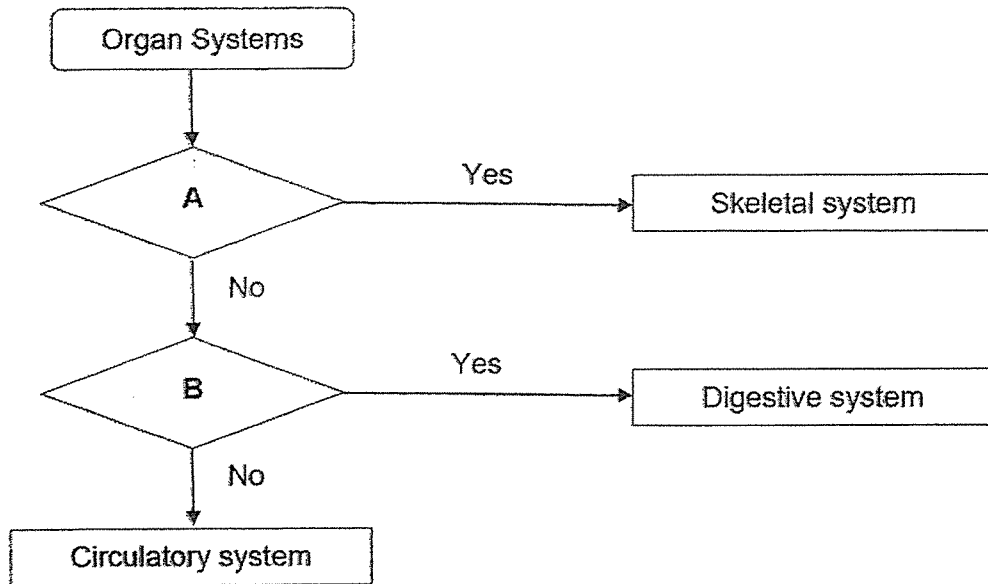 Organ Systems
A
Yes
Skeletal system
No
B
Yes
Digestive system
No
Circulatory system